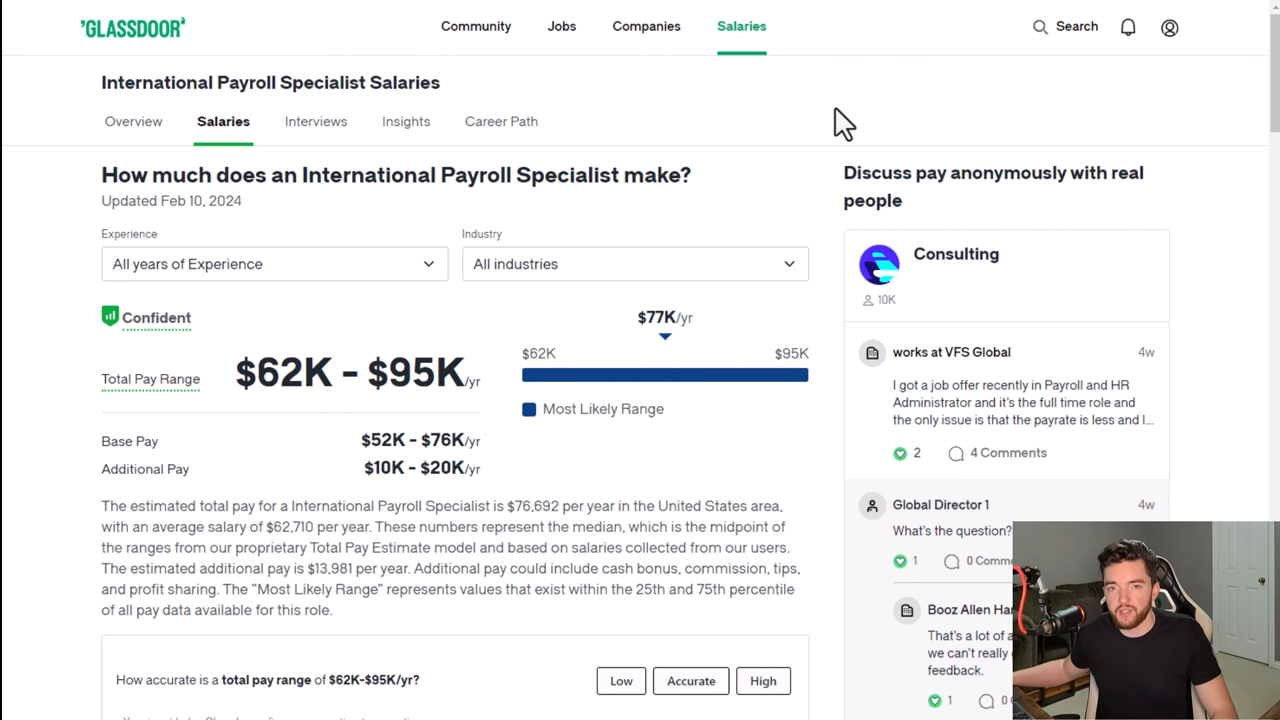 GLASSDOOR
Community
Jobs
Companies
Salaries
Search
International Payroll Specialist Salaries
Overview
Salaries
Interviews
Insights
Career Path
How much does an International Payroll Specialist make?
Updated Feb 10, 2024
Experience
Industry
All years of Experience
All industries
Confident
$77K/yr
Total Pay Range
$62K - $95K/yr
$62K
$95K
Most Likely Range
Base Pay
$52K - $76K/yr
Additional Pay
$10K - $20K/yr
The estimated total pay for a International Payroll Specialist is $76,692 per year in the United States area,
with an average salary of $62,710 per year. These numbers represent the median, which is the midpoint of
the ranges from our proprietary Total Pay Estimate model and based on salaries collected from our users.
The estimated additional pay is $13,981 per year. Additional pay could include cash bonus, commission, tips,
and profit sharing. The "Most Likely Range" represents values that exist within the 25th and 75th percentile
of all pay data available for this role.
How accurate is a total pay range of $62K-$95K/yr?
Low
Accurate
High
Discuss pay anonymously with real
people
Consulting
10K
works at VFS Global
4w
I got a job offer recently in Payroll and HR
Administrator and it's the full time role and
the only issue is that the payrate is less and I...
2
4 Comments
Global Director 1
4w
What's the question?
1
0 Comm
Booz Allen Ha
That's a lot of a
we can't really
feedback.
1
0